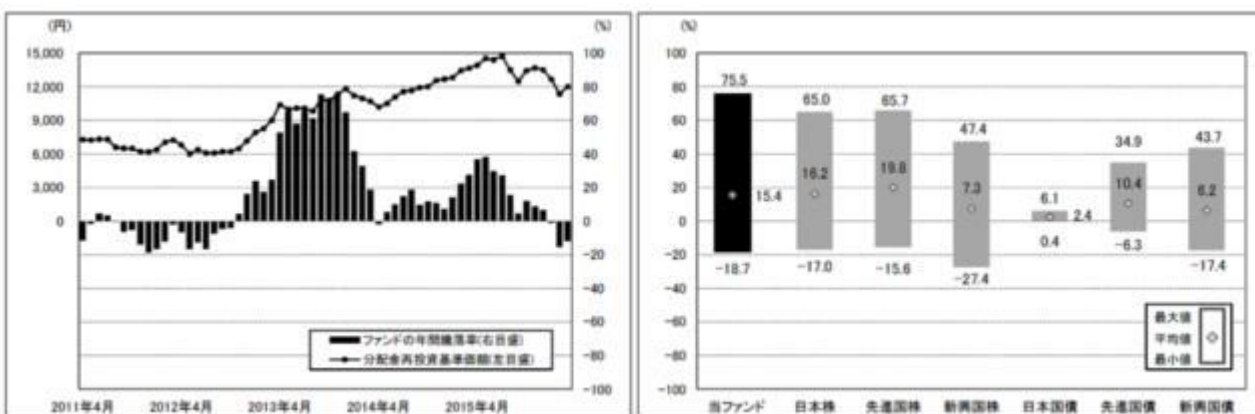 (円)
(%)
15,000
12,000
9,000
6,000
3,000
0
100
80
60
40
20
0
-20
-40
-60
-80
-100
ファンドの年間騰落率(右目盛)
分配金再投資基準価額(左目盛)
2011年4月 2012年4月 2013年4月 2014年4月 2015年4月
(%)
100
80
60
40
20
0
-20
-40
-60
-80
-100
75.5 65.0 65.7 47.4 6.1 34.9 43.7
15.4 16.2 19.8 7.3 2.4 10.4 6.2
-18.7 -17.0 -15.6 -27.4 0.4 -6.3 -17.4
最大値
平均値
最小値
当ファンド 日本株 先進国株 新興国株 日本国債 先進国債 新興国債